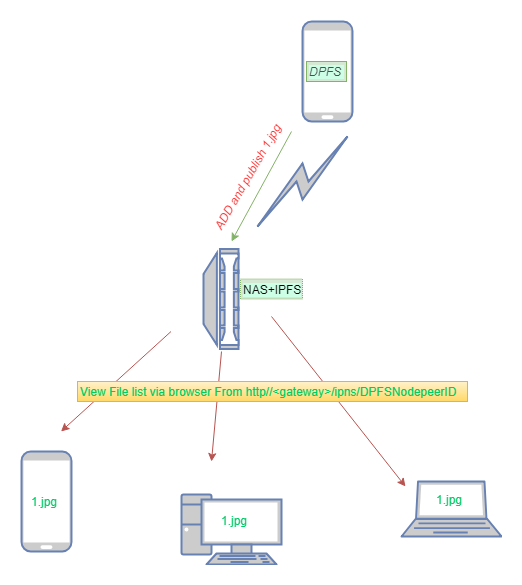 DPFS
ADD and publish 1.jpg
NAS+IPFS
View File list via browser From http//<gateway>/ipns/DPFSNodepeerID
1.jpg
1.jpg
1.jpg